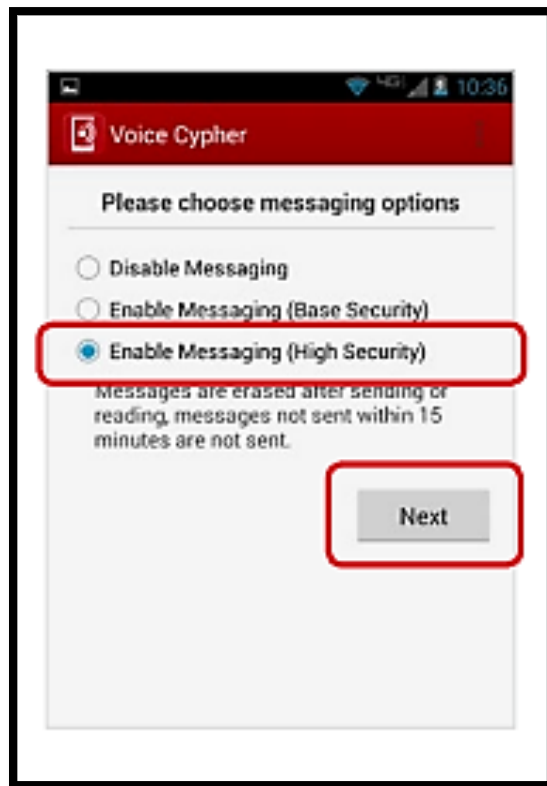 4G 10:36
Voice Cypher
Please choose messaging options
Disable Messaging
Enable Messaging (Base Security)
Enable Messaging (High Security)
Messages are erased after sending or
reading, messages not sent within 15
minutes are not sent.
Next